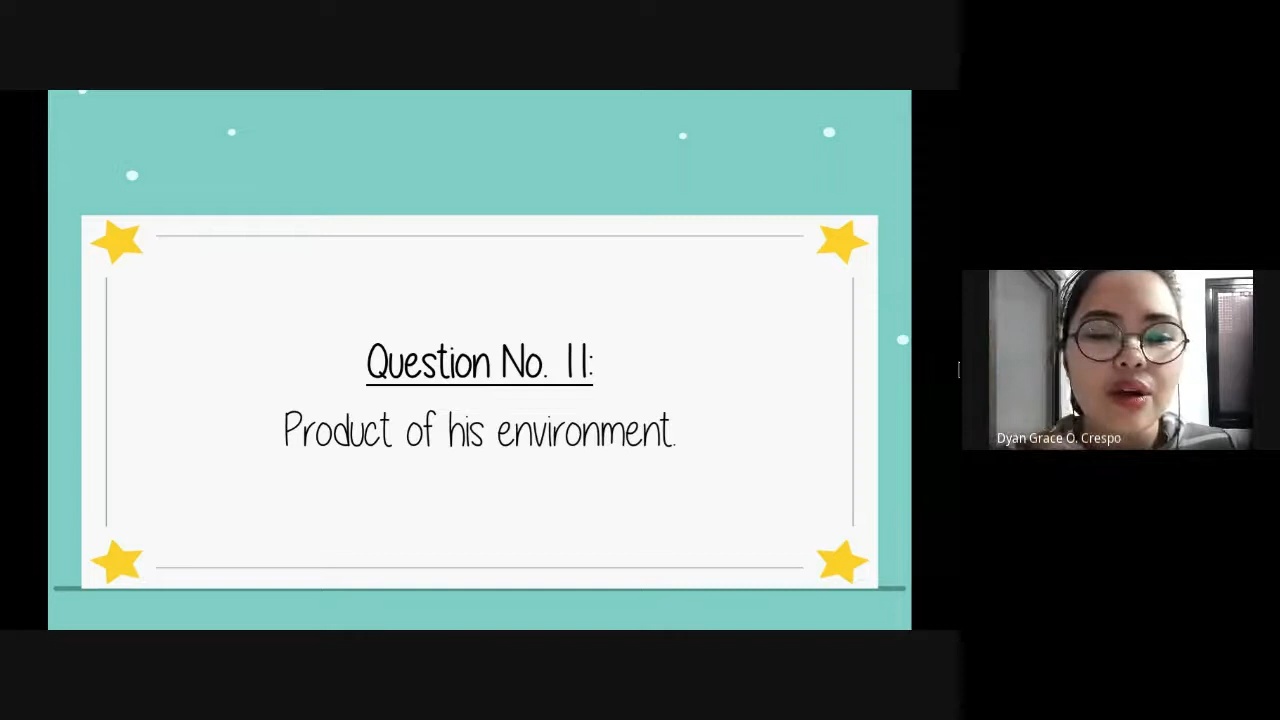 Question No. 11:
Product of his environment.
Dyan Grace O. Crespo